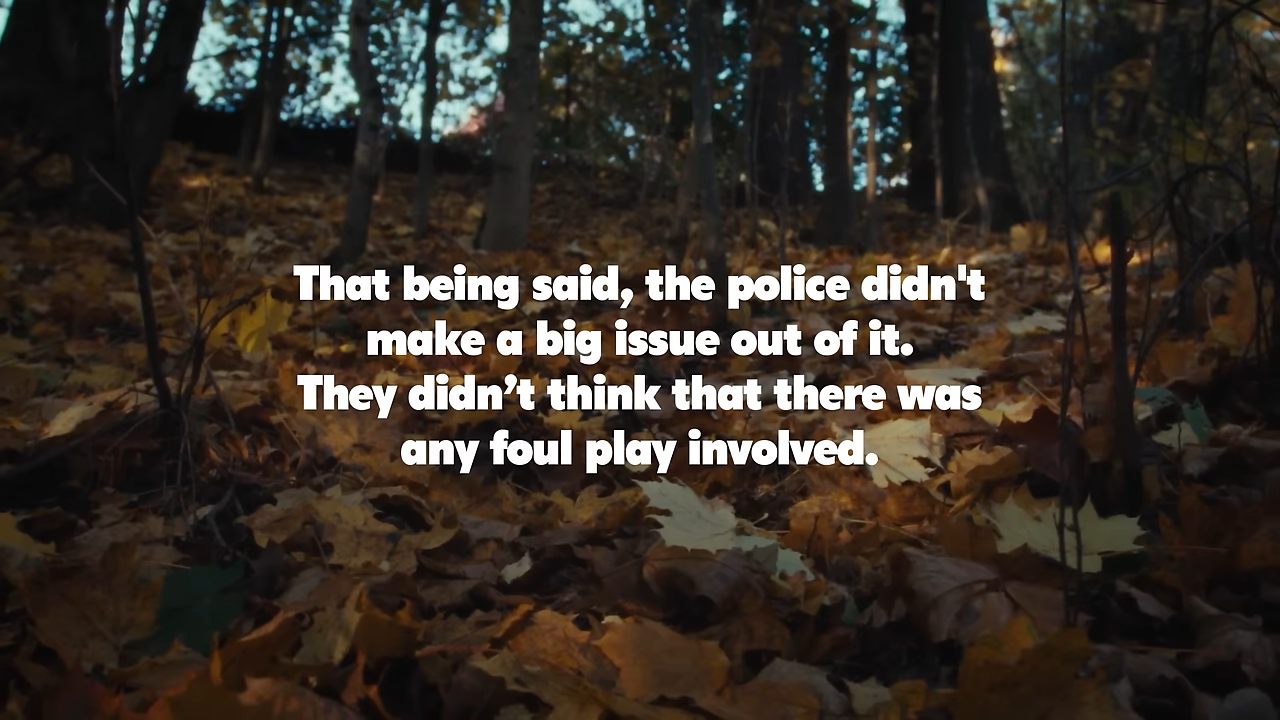 That being said, the police didn't
make a big issue out of it.
They didn’t think that there was
any foul play involved.